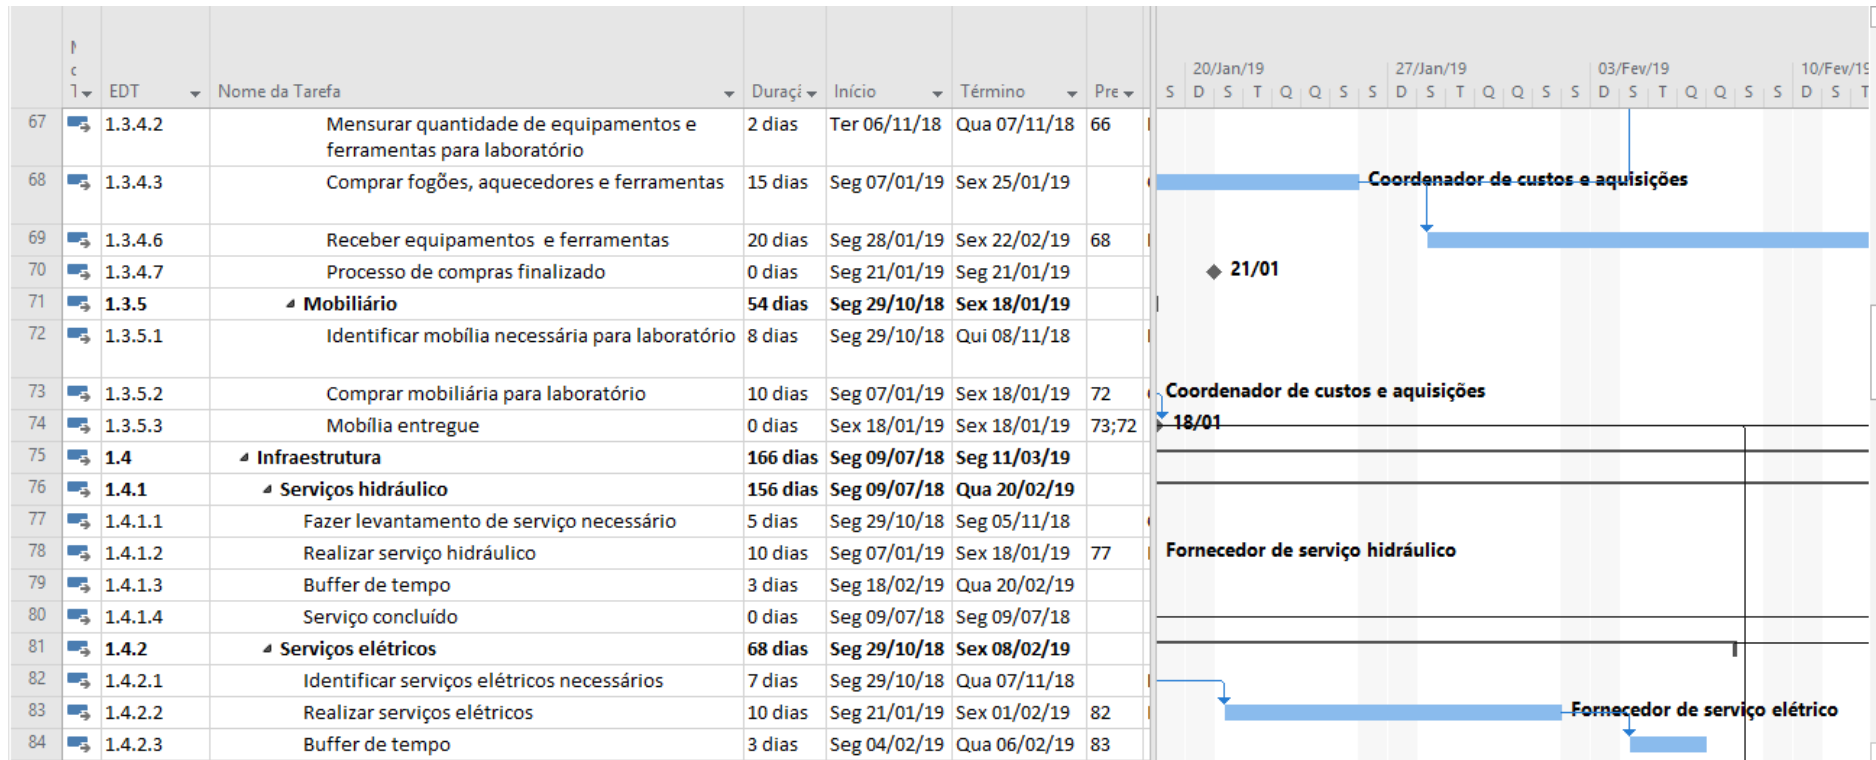 20/Jan/19 27/Jan/19 03/Fev/19 10/Fev/19
EDT Nome da Tarefa Início Término Pre S D S T Q Q S S D S T Q Q S S D S T Q Q S S D S T
67 1.3.4.2 Mensurar quantidade de equipamentos e 2 dias Ter 06/11/18 Qua 07/11/18 66
ferramentas para laboratório
68 1.3.4.3 Comprar fogões, aquecedores e ferramentas 15 dias Seg 07/01/19 Sex 25/01/19 Coordenador de custos e aquisições
69 1.3.4.6 Receber equipamentos e ferramentas 20 dias Seg 28/01/19 Sex 22/02/19 68
70 1.3.4.7 Processo de compras finalizado 0 dias Seg 21/01/19 Seg 21/01/19 21/01
71 1.3.5 Mobiliário 54 dias Seg 29/10/18 Sex 18/01/19
72 1.3.5.1 Identificar mobília necessária para laboratório 8 dias Seg 29/10/18 Qui 08/11/18
73 1.3.5.2 Comprar mobiliária para laboratório 10 dias Seg 07/01/19 Sex 18/01/19 72 Coordenador de custos e aquisições
74 1.3.5.3 Mobília entregue 0 dias Sex 18/01/19 Sex 18/01/19 73;72 18/01
75 1.4 Infraestrutura 166 dias Seg 09/07/18 Seg 11/03/19
76 1.4.1 Serviços hidráulico 156 dias Seg 09/07/18 Qua 20/02/19
77 1.4.1.1 Fazer levantamento de serviço necessário 5 dias Seg 29/10/18 Seg 05/11/18
78 1.4.1.2 Realizar serviço hidráulico 10 dias Seg 07/01/19 Sex 18/01/19 77 Fornecedor de serviço hidráulico
79 1.4.1.3 Buffer de tempo 3 dias Seg 18/02/19 Qua 20/02/19
80 1.4.1.4 Serviço concluído 0 dias Seg 09/07/18 Seg 09/07/18
81 1.4.2 Serviços elétricos 68 dias Seg 29/10/18 Sex 08/02/19
82 1.4.2.1 Identificar serviços elétricos necessários 7 dias Seg 29/10/18 Qua 07/11/18
83 1.4.2.2 Realizar serviços elétricos 10 dias Seg 21/01/19 Sex 01/02/19 82 Fornecedor de serviço elétrico
84 1.4.2.3 Buffer de tempo 3 dias Seg 04/02/19 Qua 06/02/19 83